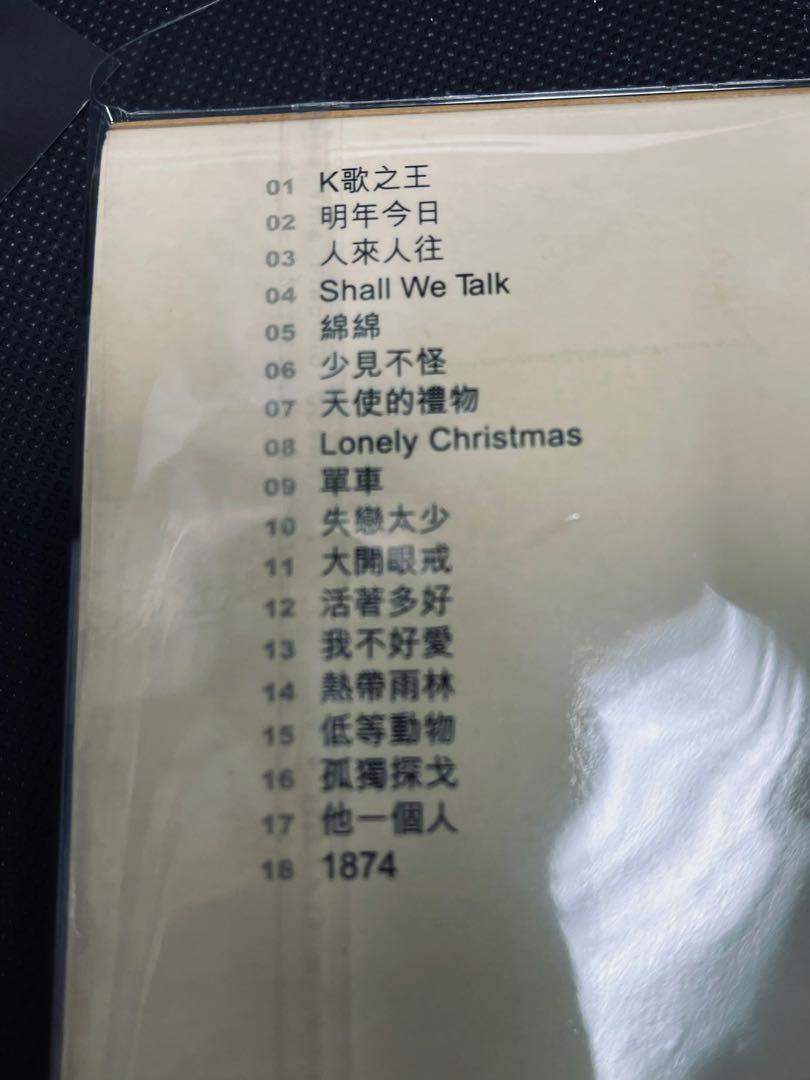 01 K歌之王
02 明年今日
03 人來人往
04 Shall We Talk
05 綿綿
06 少見不怪
07 天使的禮物
08 Lonely Christmas
09 單車
10 失戀太少
11 大開眼戒
12 活著多好
13 我不好愛
14 熱帶雨林
15 低等動物
16 孤獨探戈
17 他一個人
18 1874